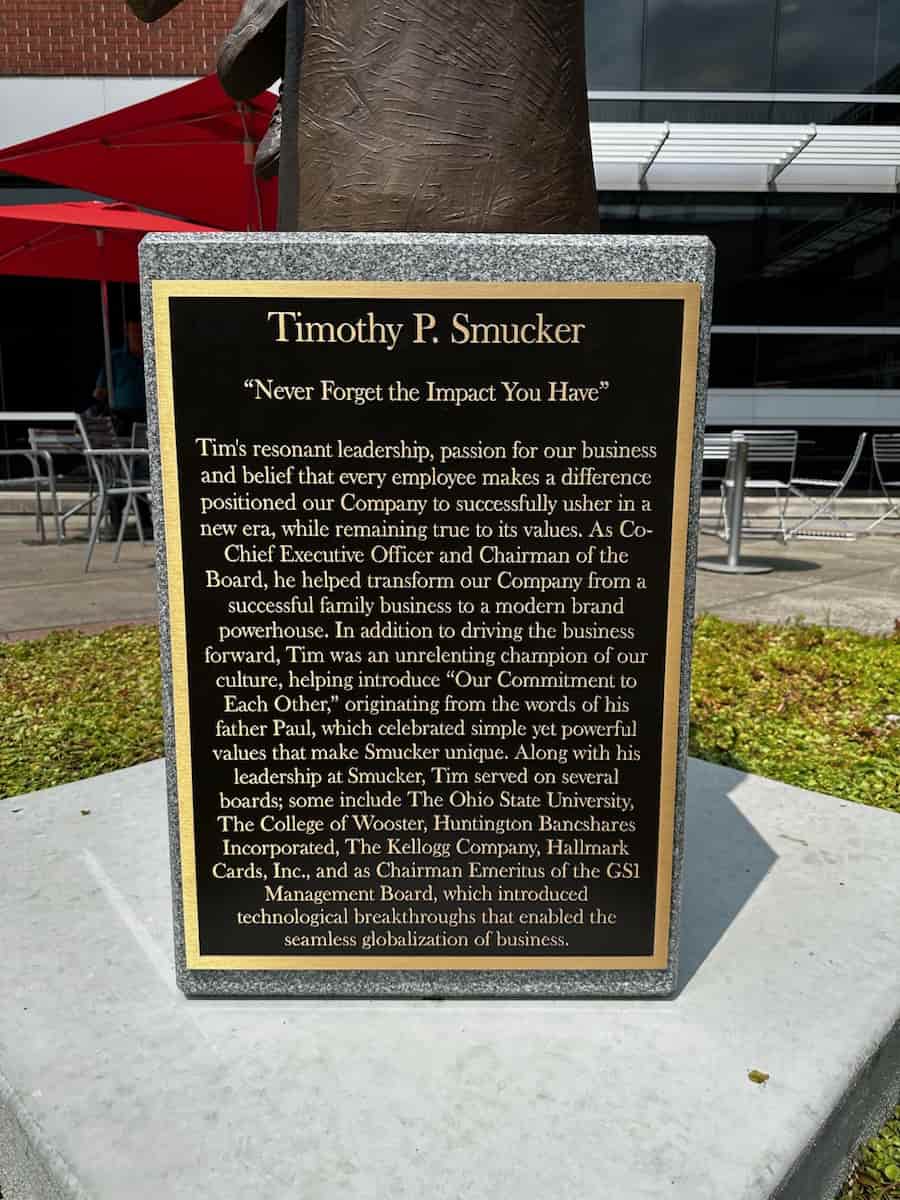 Timothy P. Smucker
“Never Forget the Impact You Have”
Tim's resonant leadership, passion for our business
and belief that every employee makes a difference
positioned our Company to successfully usher in a
new era, while remaining true to its values. As Co-
Chief Executive Officer and Chairman of the
Board, he helped transform our Company from a
successful family business to a modern brand
powerhouse. In addition to driving the business
forward, Tim was an unrelenting champion of our
culture, helping introduce “Our Commitment to
Each Other,” originating from the words of his
father Paul, which celebrated simple yet powerful
values that make Smucker unique. Along with his
leadership at Smucker, Tim served on several
boards; some include The Ohio State University,
The College of Wooster, Huntington Bancshares
Incorporated, The Kellogg Company, Hallmark
Cards, Inc., and as Chairman Emeritus of the GS1
Management Board, which introduced
technological breakthroughs that enabled the
seamless globalization of business.